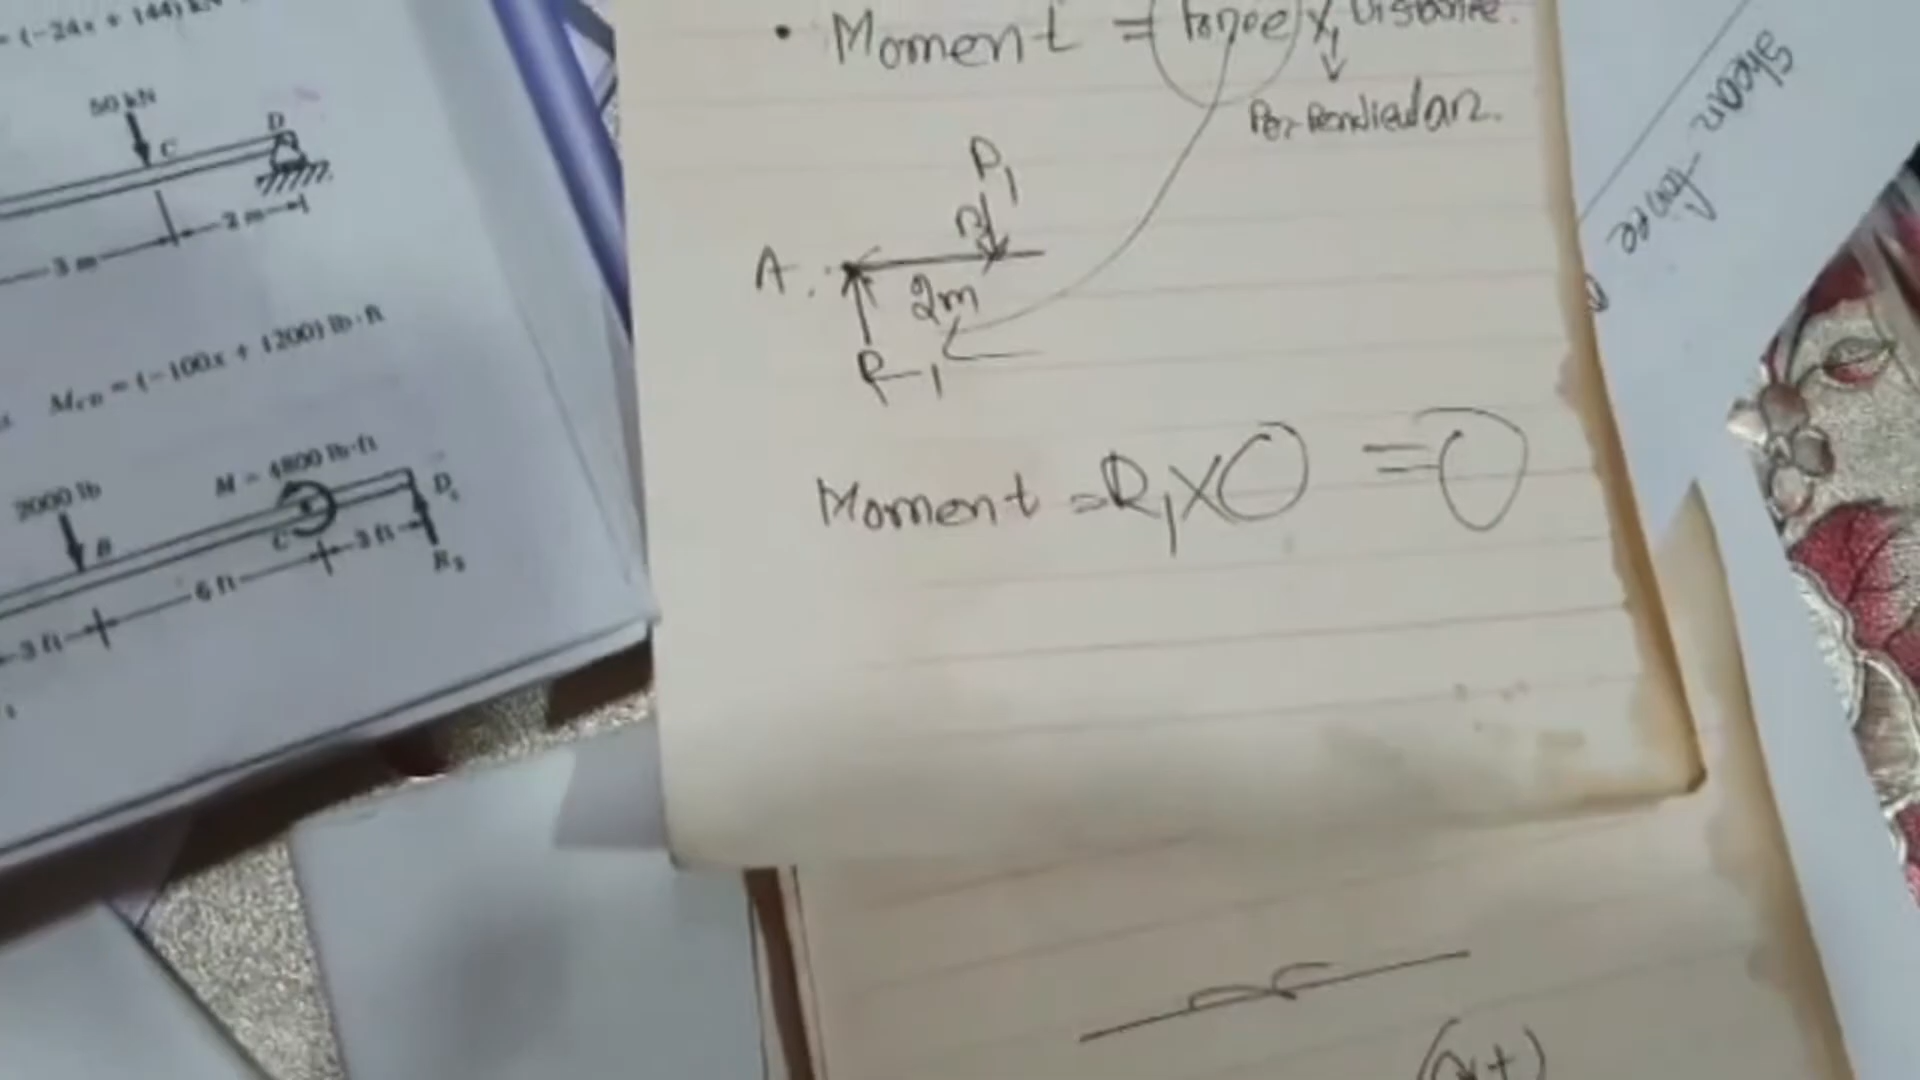 = (-24x + 144) kN
50 kN
C
D
3 m
2 m
M_CD = (-100x + 1200) lb·ft
2000 lb
M = 4800 lb·ft
B
C
D
3 ft
6 ft
3 ft
• Moment = Force x Distance.
Perpendicular.
P1
A.
2m
R1
Moment = R1 X 0 = 0
Shear force
(+)